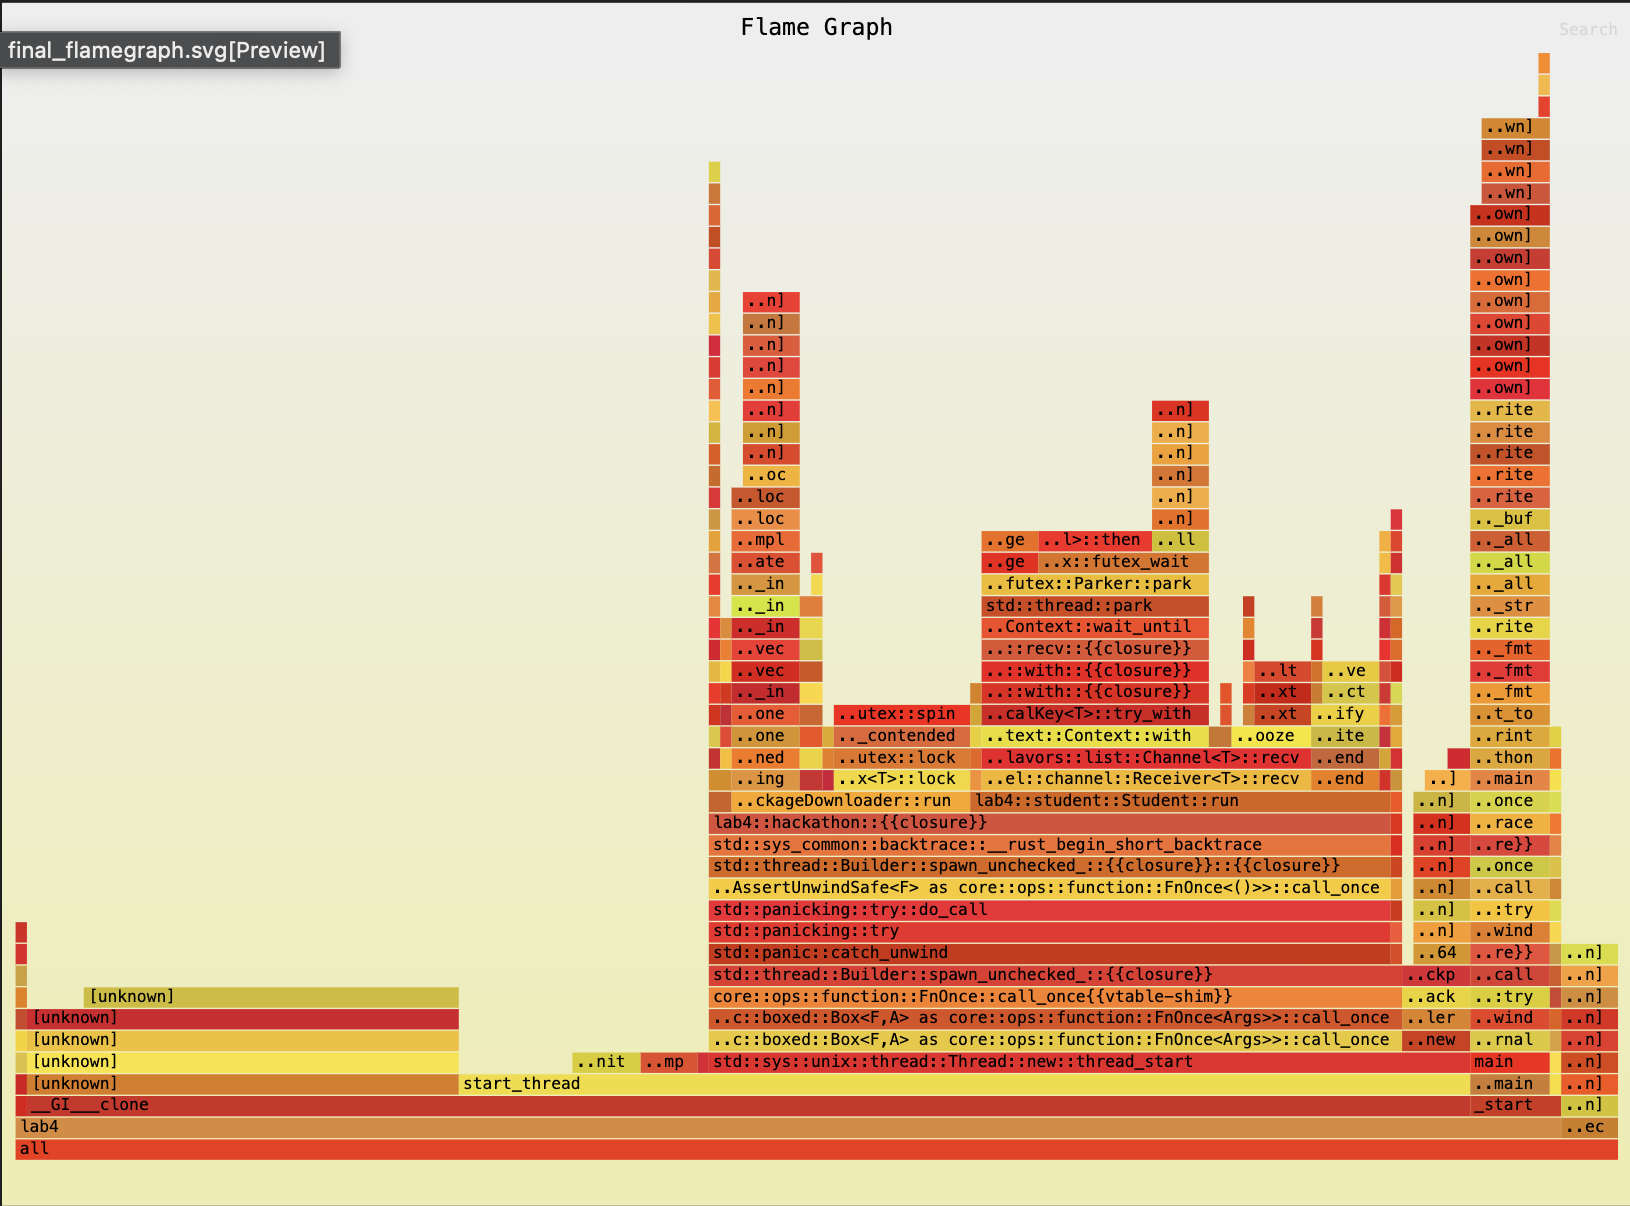 Flame Graph
Search
final_flamegraph.svg[Preview]
..wn]
..wn]
..wn]
..wn]
..own]
..own]
..own]
..own]
..n] ..own]
..n] ..own]
..n] ..own]
..n] ..own]
..n] ..own]
..n] ..n] ..rite
..n] ..n] ..rite
..n] ..n] ..rite
..oc ..n] ..rite
..loc ..n] ..rite
..loc ..n] .._buf
..mpl ..ge ..l>::then ..ll .._all
..ate ..ge ..x::futex_wait .._all
.._in ..futex::Parker::park .._all
.._in std::thread::park .._str
.._in ..Context::wait_until ..rite
..vec ..::recv::{{closure}} .._fmt
..vec ..::with::{{closure}} ..lt ..ve .._fmt
.._in ..::with::{{closure}} ..xt ..ct .._fmt
..one ..utex::spin ..calKey<T>::try_with ..xt ..ify ..t_to
..one .._contended ..text::Context::with ..ooze ..ite ..rint
..ned ..utex::lock ..lavors::list::Channel<T>::recv ..end ..thon
..ing ..x<T>::lock ..el::channel::Receiver<T>::recv ..end ..] ..main
..ckageDownloader::run lab4::student::Student::run ..n] ..once
lab4::hackathon::{{closure}} ..n] ..race
std::sys_common::backtrace::__rust_begin_short_backtrace ..n] ..re}}
std::thread::Builder::spawn_unchecked_::{{closure}}::{{closure}} ..n] ..once
..AssertUnwindSafe<F> as core::ops::function::FnOnce<()>>::call_once ..n] ..call
std::panicking::try::do_call ..n] ..:try
std::panicking::try ..n] ..wind
std::panic::catch_unwind ..64 ..re}} ..n]
std::thread::Builder::spawn_unchecked_::{{closure}} ..ckp ..call ..n]
[unknown] core::ops::function::FnOnce::call_once{{vtable-shim}} ..ack ..:try ..n]
[unknown] ..c::boxed::Box<F,A> as core::ops::function::FnOnce<Args>>::call_once ..ler ..wind ..n]
[unknown] ..c::boxed::Box<F,A> as core::ops::function::FnOnce<Args>>::call_once ..new ..rnal ..n]
[unknown] ..nit ..mp std::sys::unix::thread::Thread::new::thread_start main ..n]
[unknown] start_thread ..main ..n]
__GI___clone _start ..n]
lab4 ..ec
all